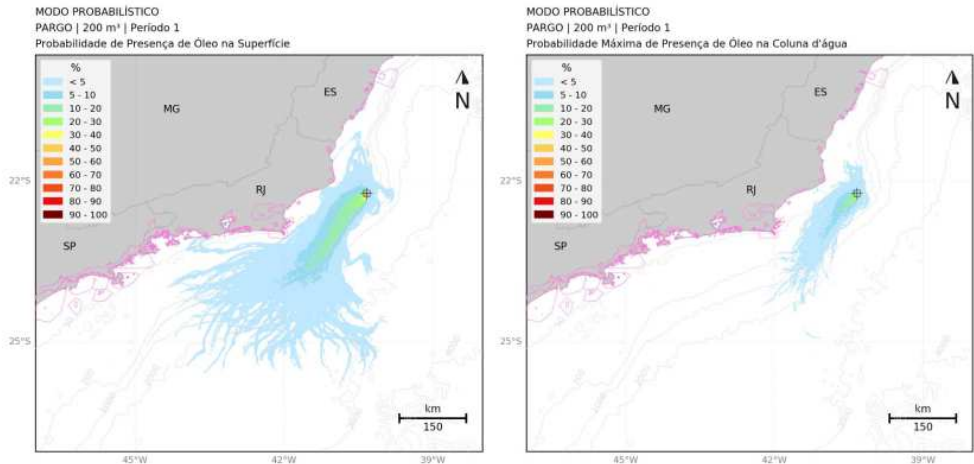 MODO PROBABILÍSTICO
PARGO | 200 m³ | Período 1
Probabilidade de Presença de Óleo na Superfície
%
< 5
5 - 10
10 - 20
20 - 30
30 - 40
40 - 50
50 - 60
60 - 70
70 - 80
80 - 90
90 - 100
N
ES
MG
RJ
SP
22°S
25°S
km
150
45°W
42°W
39°W
MODO PROBABILÍSTICO
PARGO | 200 m³ | Período 1
Probabilidade Máxima de Presença de Óleo na Coluna d'água
%
< 5
5 - 10
10 - 20
20 - 30
30 - 40
40 - 50
50 - 60
60 - 70
70 - 80
80 - 90
90 - 100
N
ES
MG
RJ
SP
22°S
25°S
km
150
45°W
42°W
39°W